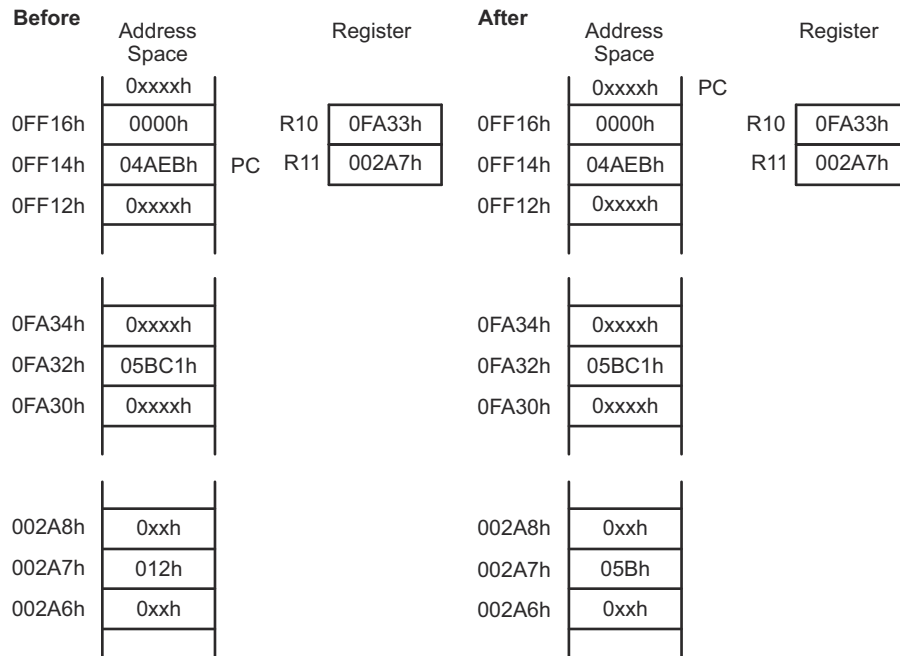 Before After
Address Space Register Address Space Register
0xxxxh 0xxxxh PC
0FF16h 0000h R10 0FA33h 0FF16h 0000h R10 0FA33h
0FF14h 04AEBh PC R11 002A7h 0FF14h 04AEBh R11 002A7h
0FF12h 0xxxxh 0FF12h 0xxxxh
0FA34h 0xxxxh 0FA34h 0xxxxh
0FA32h 05BC1h 0FA32h 05BC1h
0FA30h 0xxxxh 0FA30h 0xxxxh
002A8h 0xxh 002A8h 0xxh
002A7h 012h 002A7h 05Bh
002A6h 0xxh 002A6h 0xxh